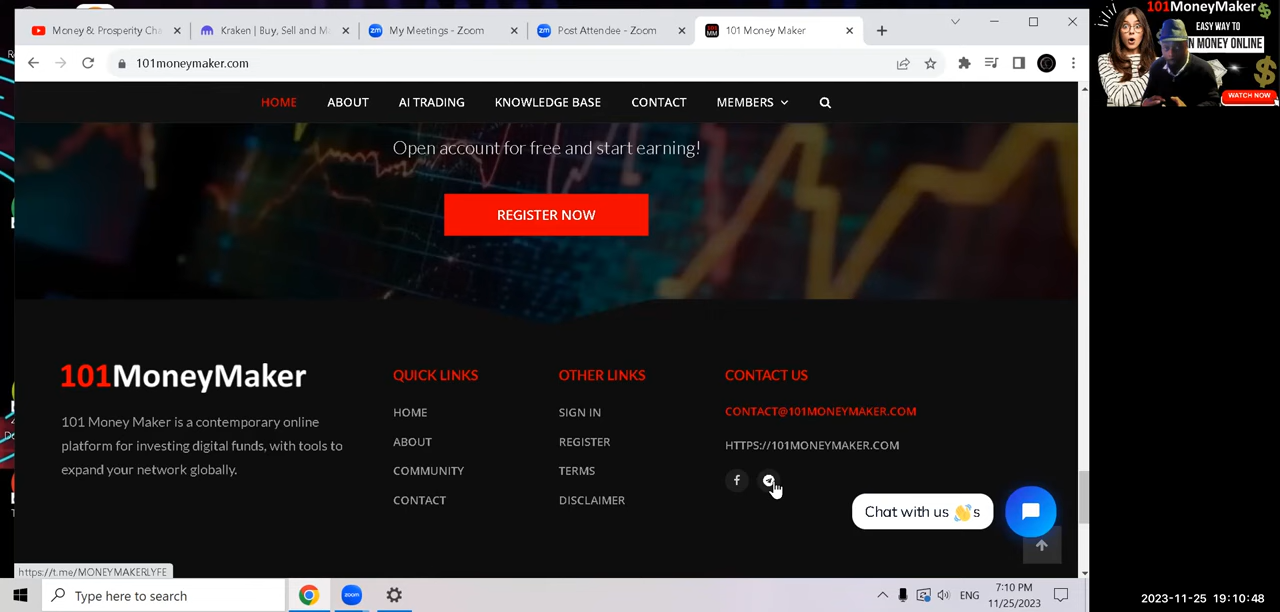 Money & Prosperity Cha
Kraken | Buy, Sell and M
My Meetings - Zoom
Post Attendee - Zoom
101 Money Maker
101moneymaker.com
HOME
ABOUT
AI TRADING
KNOWLEDGE BASE
CONTACT
MEMBERS
Open account for free and start earning!
REGISTER NOW
101MoneyMaker
101 Money Maker is a contemporary online
platform for investing digital funds, with tools to
expand your network globally.
QUICK LINKS
HOME
ABOUT
COMMUNITY
CONTACT
OTHER LINKS
SIGN IN
REGISTER
TERMS
DISCLAIMER
CONTACT US
CONTACT@101MONEYMAKER.COM
HTTPS://101MONEYMAKER.COM
Chat with us 👋s
https://t.me/MONEYMAKERLYFE
Type here to search
zoom
ENG
7:10 PM
11/25/2023
101MoneyMaker
EASY WAY TO
N MONEY ONLINE
WATCH NOW
2023-11-25 19:10:48